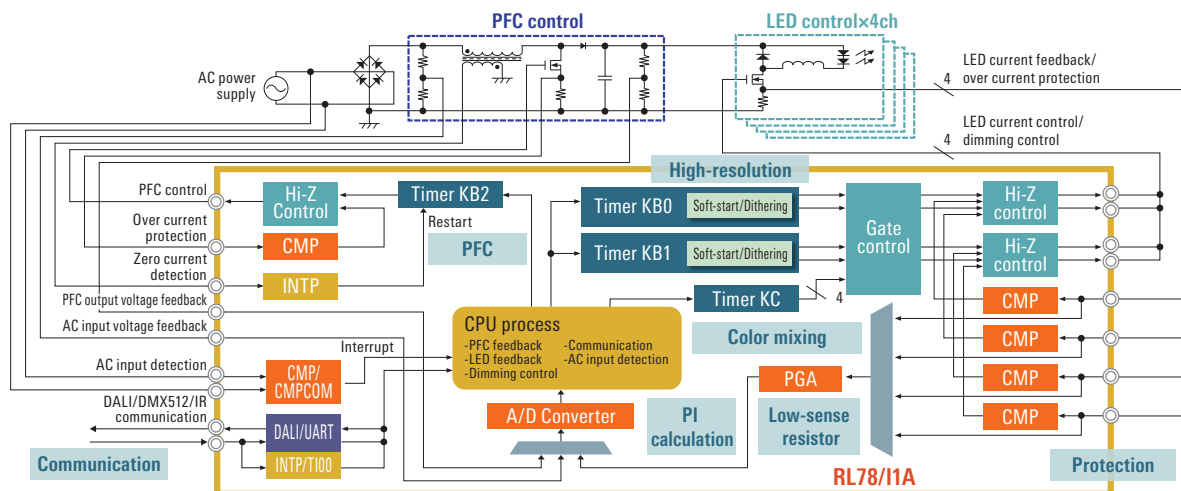 PFC control
LED control×4ch
AC power
supply
LED current feedback/
over current protection
4
LED current control/
dimming control
4
High-resolution
PFC control
Over current
protection
Zero current
detection
PFC output voltage feedback
AC input voltage feedback
AC input detection
DALI/DMX512/IR
communication
Communication
Hi-Z
Control
CMP
INTP
Timer KB2
Restart
PFC
Timer KB0
Soft-start/Dithering
Timer KB1
Soft-start/Dithering
Timer KC
4
Gate
control
Hi-Z
control
Hi-Z
control
CMP
CMP
CMP
CMP
CPU process
-PFC feedback
-Communication
-LED feedback
-AC input detection
-Dimming control
Interrupt
CMP/
CMPCOM
DALI/UART
INTP/TI00
A/D Converter
Color mixing
PGA
PI
calculation
Low-sense
resistor
RL78/I1A
Protection